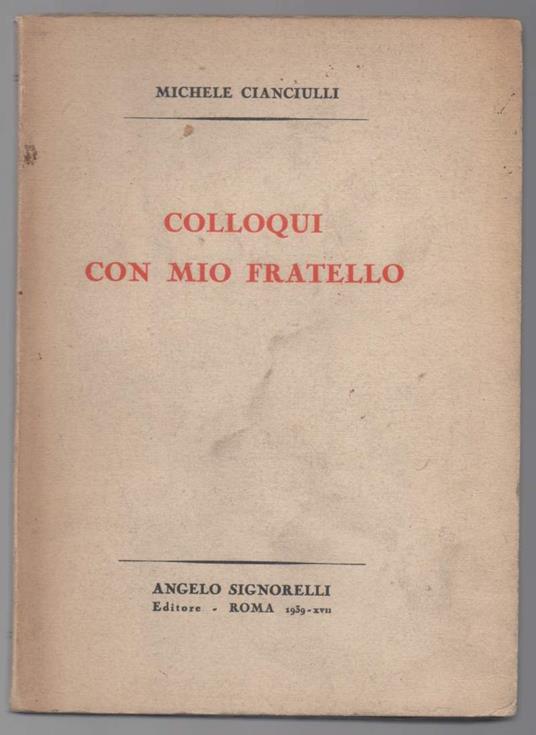 MICHELE CIANCIULLI
COLLOQUI
CON MIO FRATELLO
ANGELO SIGNORELLI
Editore - ROMA 1939-XVII